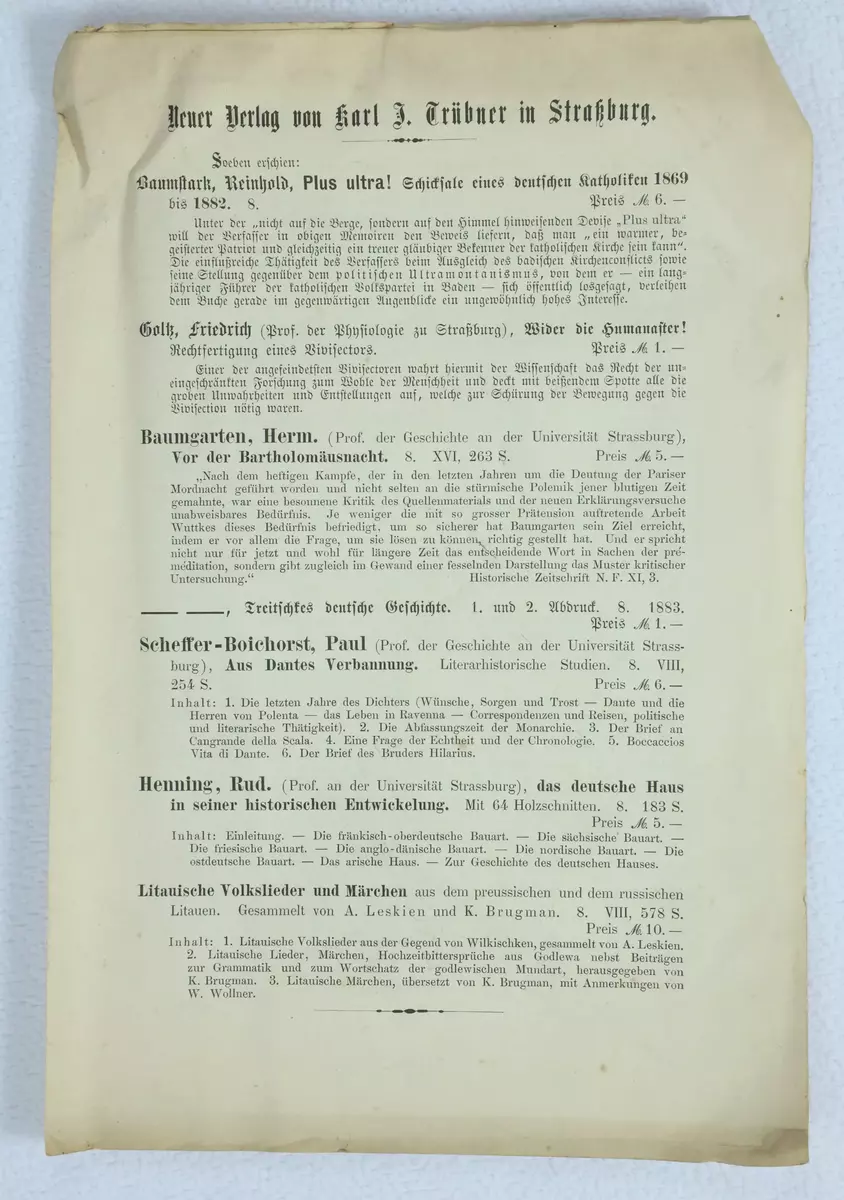 Neuer Verlag von Karl J. Trübner in Straßburg.
Soeben erschien:
Baumstark, Reinhold, Plus ultra! Schicksale eines deutschen Katholiken 1869
bis 1882. 8. Preis ℳ 6. —
Unter der „nicht auf die Berge, sondern auf den Himmel hinweisenden Devise „Plus ultra“
will der Verfasser in obigen Memoiren den Beweis liefern, daß man „ein warmer, be-
geisterter Patriot und gleichzeitig ein treuer gläubiger Bekenner der katholischen Kirche sein kann“.
Die einflußreiche Thätigkeit des Verfassers beim Ausgleich des badischen Kirchenconflicts sowie
seine Stellung gegenüber dem politischen Ultramontanismus, von dem er — ein lang-
jähriger Führer der katholischen Volkspartei in Baden — sich öffentlich losgesagt, verleihen
dem Buche gerade im gegenwärtigen Augenblicke ein ungewöhnlich hohes Interesse.
Goltz, Friedrich (Prof. der Physiologie zu Straßburg), Wider die Humanaster!
Rechtfertigung eines Vivisectors. Preis ℳ 1. —
Einer der angefeindetsten Vivisectoren wahrt hiermit der Wissenschaft das Recht der un-
eingeschränkten Forschung zum Wohle der Menschheit und deckt mit beißendem Spotte alle die
groben Unwahrheiten und Entstellungen auf, welche zur Schürung der Bewegung gegen die
Vivisection nötig waren.
Baumgarten, Herm. (Prof. der Geschichte an der Universität Strassburg),
Vor der Bartholomäusnacht. 8. XVI, 263 S. Preis ℳ 5. —
„Nach dem heftigen Kampfe, der in den letzten Jahren um die Deutung der Pariser
Mordnacht geführt worden und nicht selten an die stürmische Polemik jener blutigen Zeit
gemahnte, war eine besonnene Kritik des Quellenmaterials und der neuen Erklärungsversuche
unabweisbares Bedürfnis. Je weniger die mit so grosser Prätension auftretende Arbeit
Wuttkes dieses Bedürfnis befriedigt, um so sicherer hat Baumgarten sein Ziel erreicht,
indem er vor allem die Frage, um sie lösen zu können, richtig gestellt hat. Und er spricht
nicht nur für jetzt und wohl für längere Zeit das entscheidende Wort in Sachen der pré-
méditation, sondern gibt zugleich im Gewand einer fesselnden Darstellung das Muster kritischer
Untersuchung.“ Historische Zeitschrift N. F. XI, 3.
—— ——, Treitschkes deutsche Geschichte. 1. und 2. Abdruck. 8. 1883.
Preis ℳ 1. —
Scheffer-Boichorst, Paul (Prof. der Geschichte an der Universität Strass-
burg), Aus Dantes Verbannung. Literarhistorische Studien. 8. VIII,
254 S. Preis ℳ 6. —
Inhalt: 1. Die letzten Jahre des Dichters (Wünsche, Sorgen und Trost — Dante und die
Herren von Polenta — das Leben in Ravenna — Correspondenzen und Reisen, politische
und literarische Thätigkeit). 2. Die Abfassungszeit der Monarchie. 3. Der Brief an
Cangrande della Scala. 4. Eine Frage der Echtheit und der Chronologie. 5. Boccaccios
Vita di Dante. 6. Der Brief des Bruders Hilarius.
Henning, Rud. (Prof. an der Universität Strassburg), das deutsche Haus
in seiner historischen Entwickelung. Mit 64 Holzschnitten. 8. 183 S.
Preis ℳ 5. —
Inhalt: Einleitung. — Die fränkisch-oberdeutsche Bauart. — Die sächsische Bauart. —
Die friesische Bauart. — Die anglo-dänische Bauart. — Die nordische Bauart. — Die
ostdeutsche Bauart. — Das arische Haus. — Zur Geschichte des deutschen Hauses.
Litauische Volkslieder und Märchen aus dem preussischen und dem russischen
Litauen. Gesammelt von A. Leskien und K. Brugman. 8. VIII, 578 S.
Preis ℳ 10. —
Inhalt: 1. Litauische Volkslieder aus der Gegend von Wilkischken, gesammelt von A. Leskien.
2. Litauische Lieder, Märchen, Hochzeitbittersprüche aus Godlewa nebst Beiträgen
zur Grammatik und zum Wortschatz der godlewischen Mundart, herausgegeben von
K. Brugman. 3. Litauische Märchen, übersetzt von K. Brugman, mit Anmerkungen von
W. Wollner.